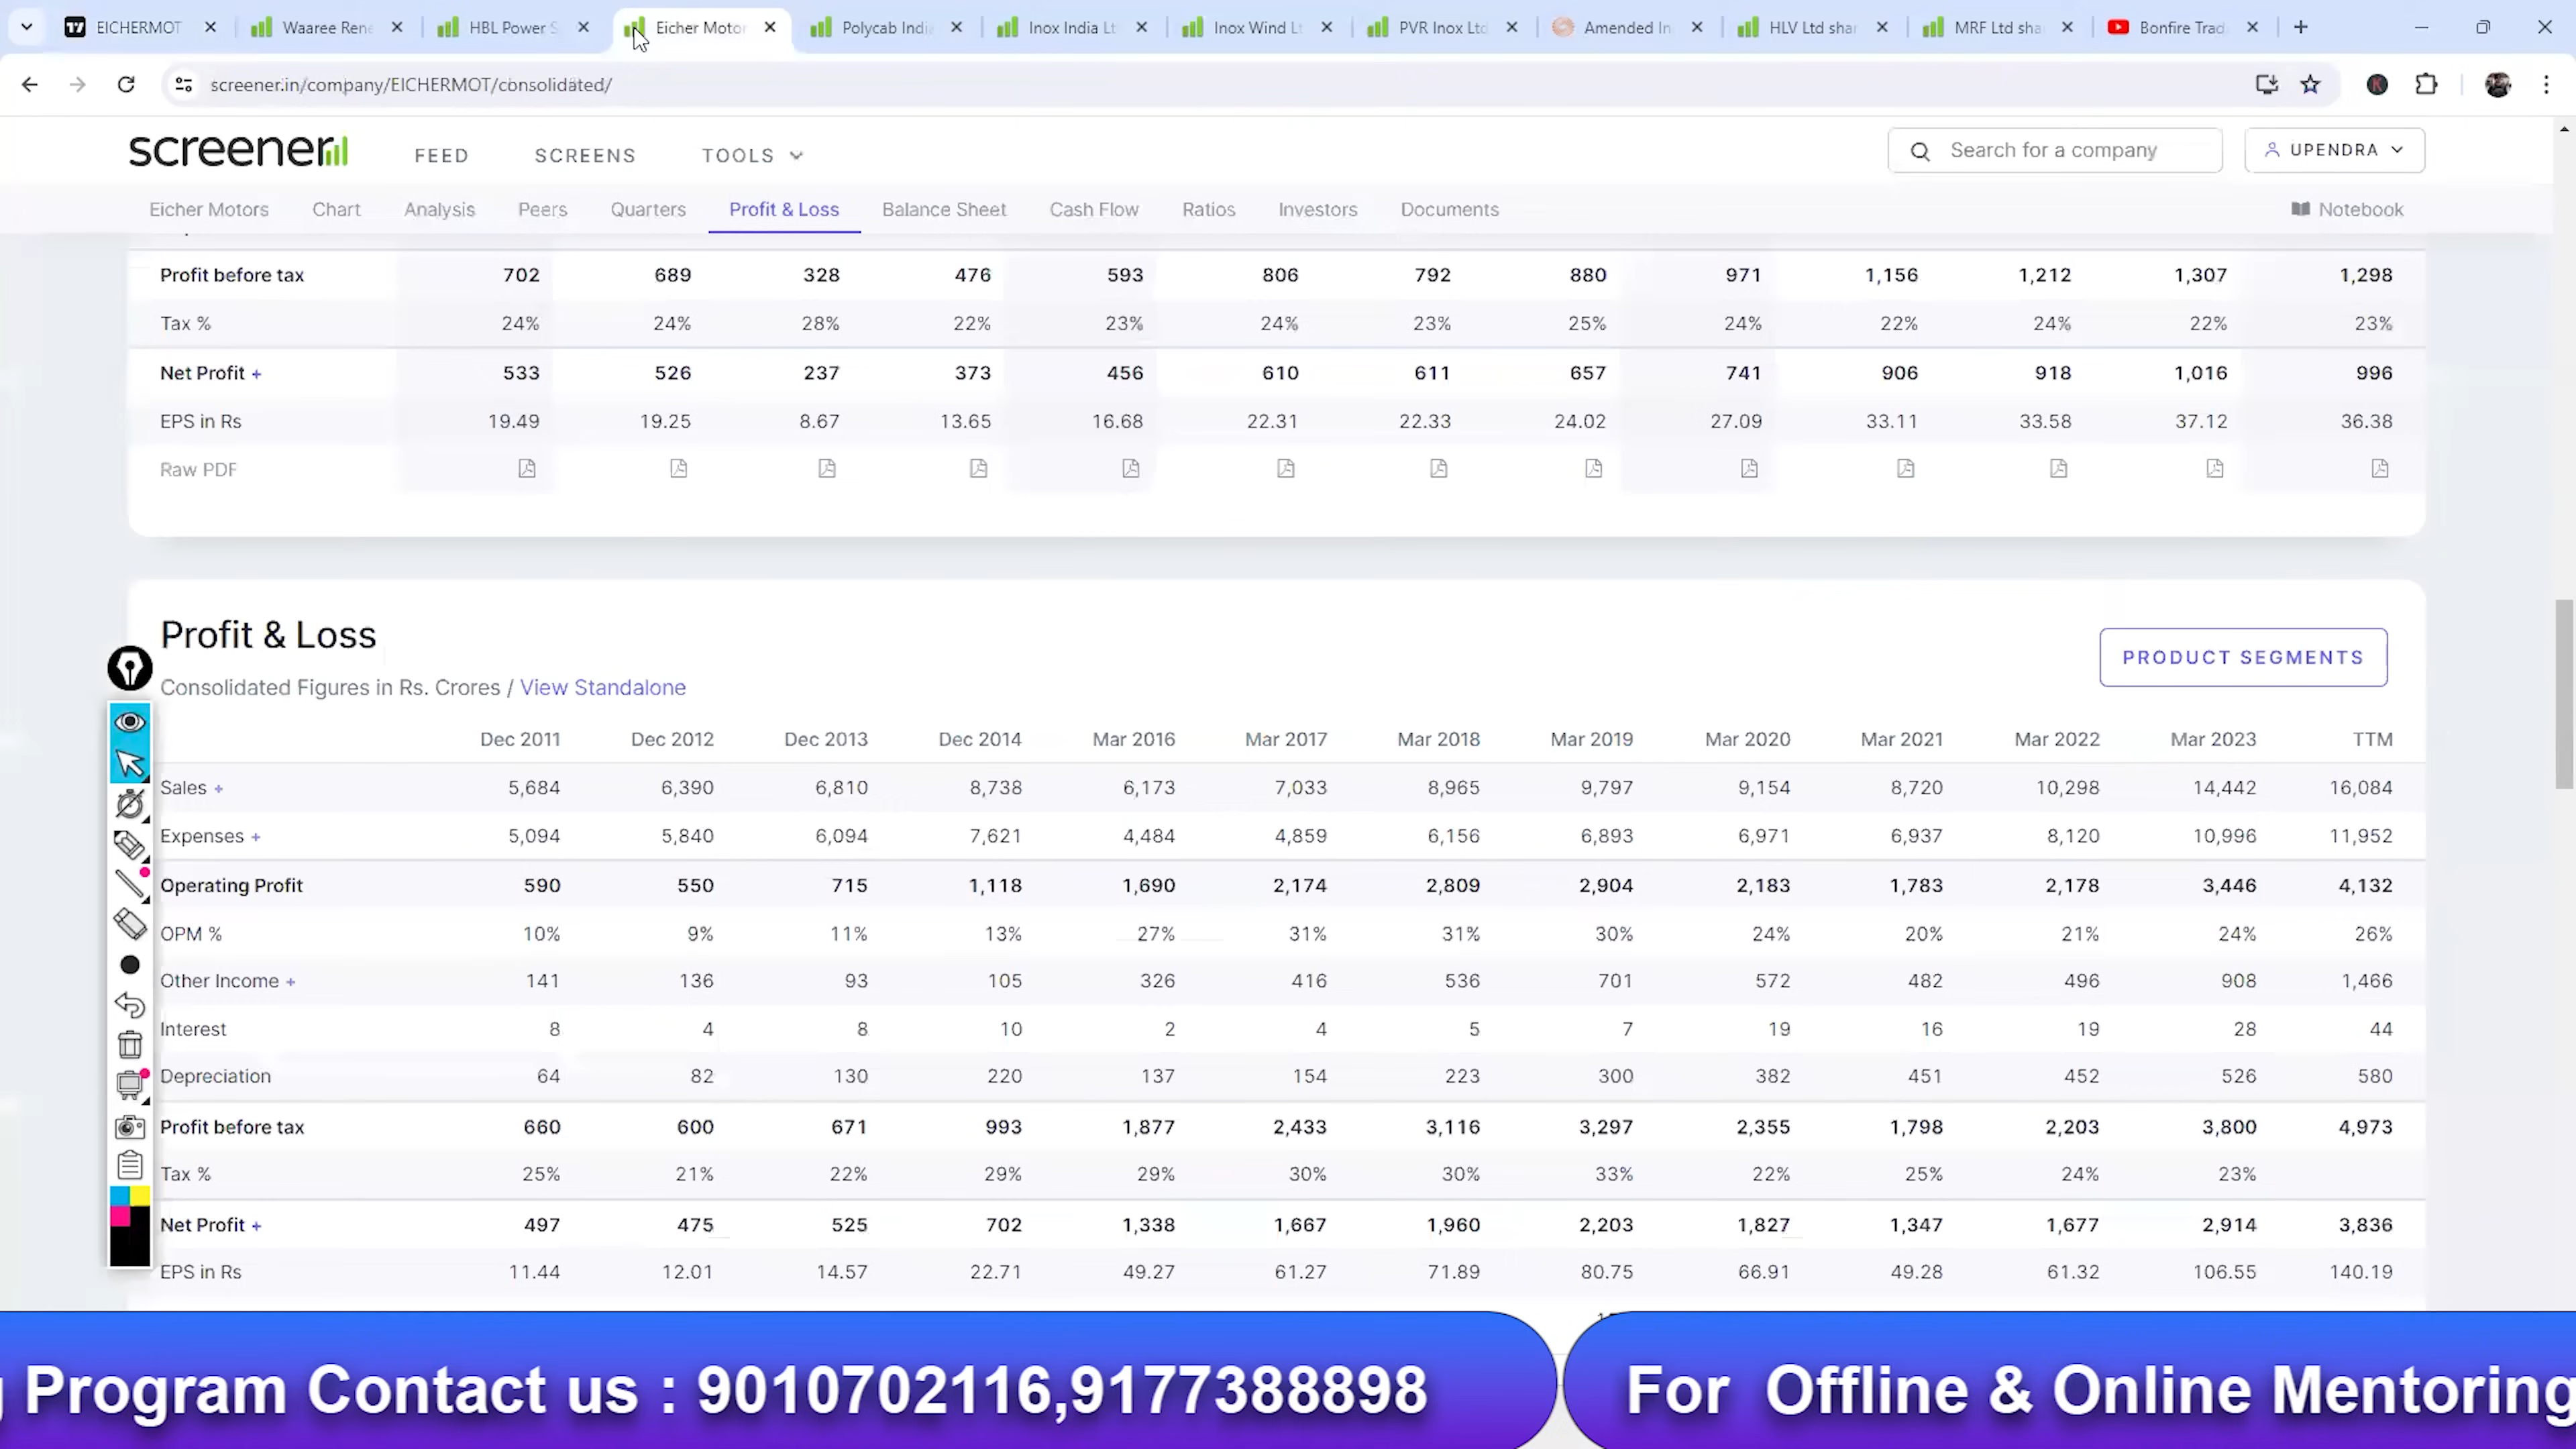 EICHERMOT
Waaree Rene
HBL Power S
Eicher Motor
Polycab Indi
Inox India Lt
Inox Wind Lt
PVR Inox Ltd
Amended In
HLV Ltd shar
MRF Ltd sha
Bonfire Trad
screener.in/company/EICHERMOT/consolidated/
screener
FEED
SCREENS
TOOLS
Search for a company
UPENDRA
Eicher Motors
Chart
Analysis
Peers
Quarters
Profit & Loss
Balance Sheet
Cash Flow
Ratios
Investors
Documents
Notebook
Profit before tax 702 689 328 476 593 806 792 880 971 1,156 1,212 1,307 1,298
Tax % 24% 24% 28% 22% 23% 24% 23% 25% 24% 22% 24% 22% 23%
Net Profit + 533 526 237 373 456 610 611 657 741 906 918 1,016 996
EPS in Rs 19.49 19.25 8.67 13.65 16.68 22.31 22.33 24.02 27.09 33.11 33.58 37.12 36.38
Raw PDF
Profit & Loss
PRODUCT SEGMENTS
Consolidated Figures in Rs. Crores / View Standalone
Dec 2011 Dec 2012 Dec 2013 Dec 2014 Mar 2016 Mar 2017 Mar 2018 Mar 2019 Mar 2020 Mar 2021 Mar 2022 Mar 2023 TTM
Sales + 5,684 6,390 6,810 8,738 6,173 7,033 8,965 9,797 9,154 8,720 10,298 14,442 16,084
Expenses + 5,094 5,840 6,094 7,621 4,484 4,859 6,156 6,893 6,971 6,937 8,120 10,996 11,952
Operating Profit 590 550 715 1,118 1,690 2,174 2,809 2,904 2,183 1,783 2,178 3,446 4,132
OPM % 10% 9% 11% 13% 27% 31% 31% 30% 24% 20% 21% 24% 26%
Other Income + 141 136 93 105 326 416 536 701 572 482 496 908 1,466
Interest 8 4 8 10 2 4 5 7 19 16 19 28 44
Depreciation 64 82 130 220 137 154 223 300 382 451 452 526 580
Profit before tax 660 600 671 993 1,877 2,433 3,116 3,297 2,355 1,798 2,203 3,800 4,973
Tax % 25% 21% 22% 29% 29% 30% 30% 33% 22% 25% 24% 23%
Net Profit + 497 475 525 702 1,338 1,667 1,960 2,203 1,827 1,347 1,677 2,914 3,836
EPS in Rs 11.44 12.01 14.57 22.71 49.27 61.27 71.89 80.75 66.91 49.28 61.32 106.55 140.19
g Program Contact us : 9010702116,9177388898
For Offline & Online Mentoring